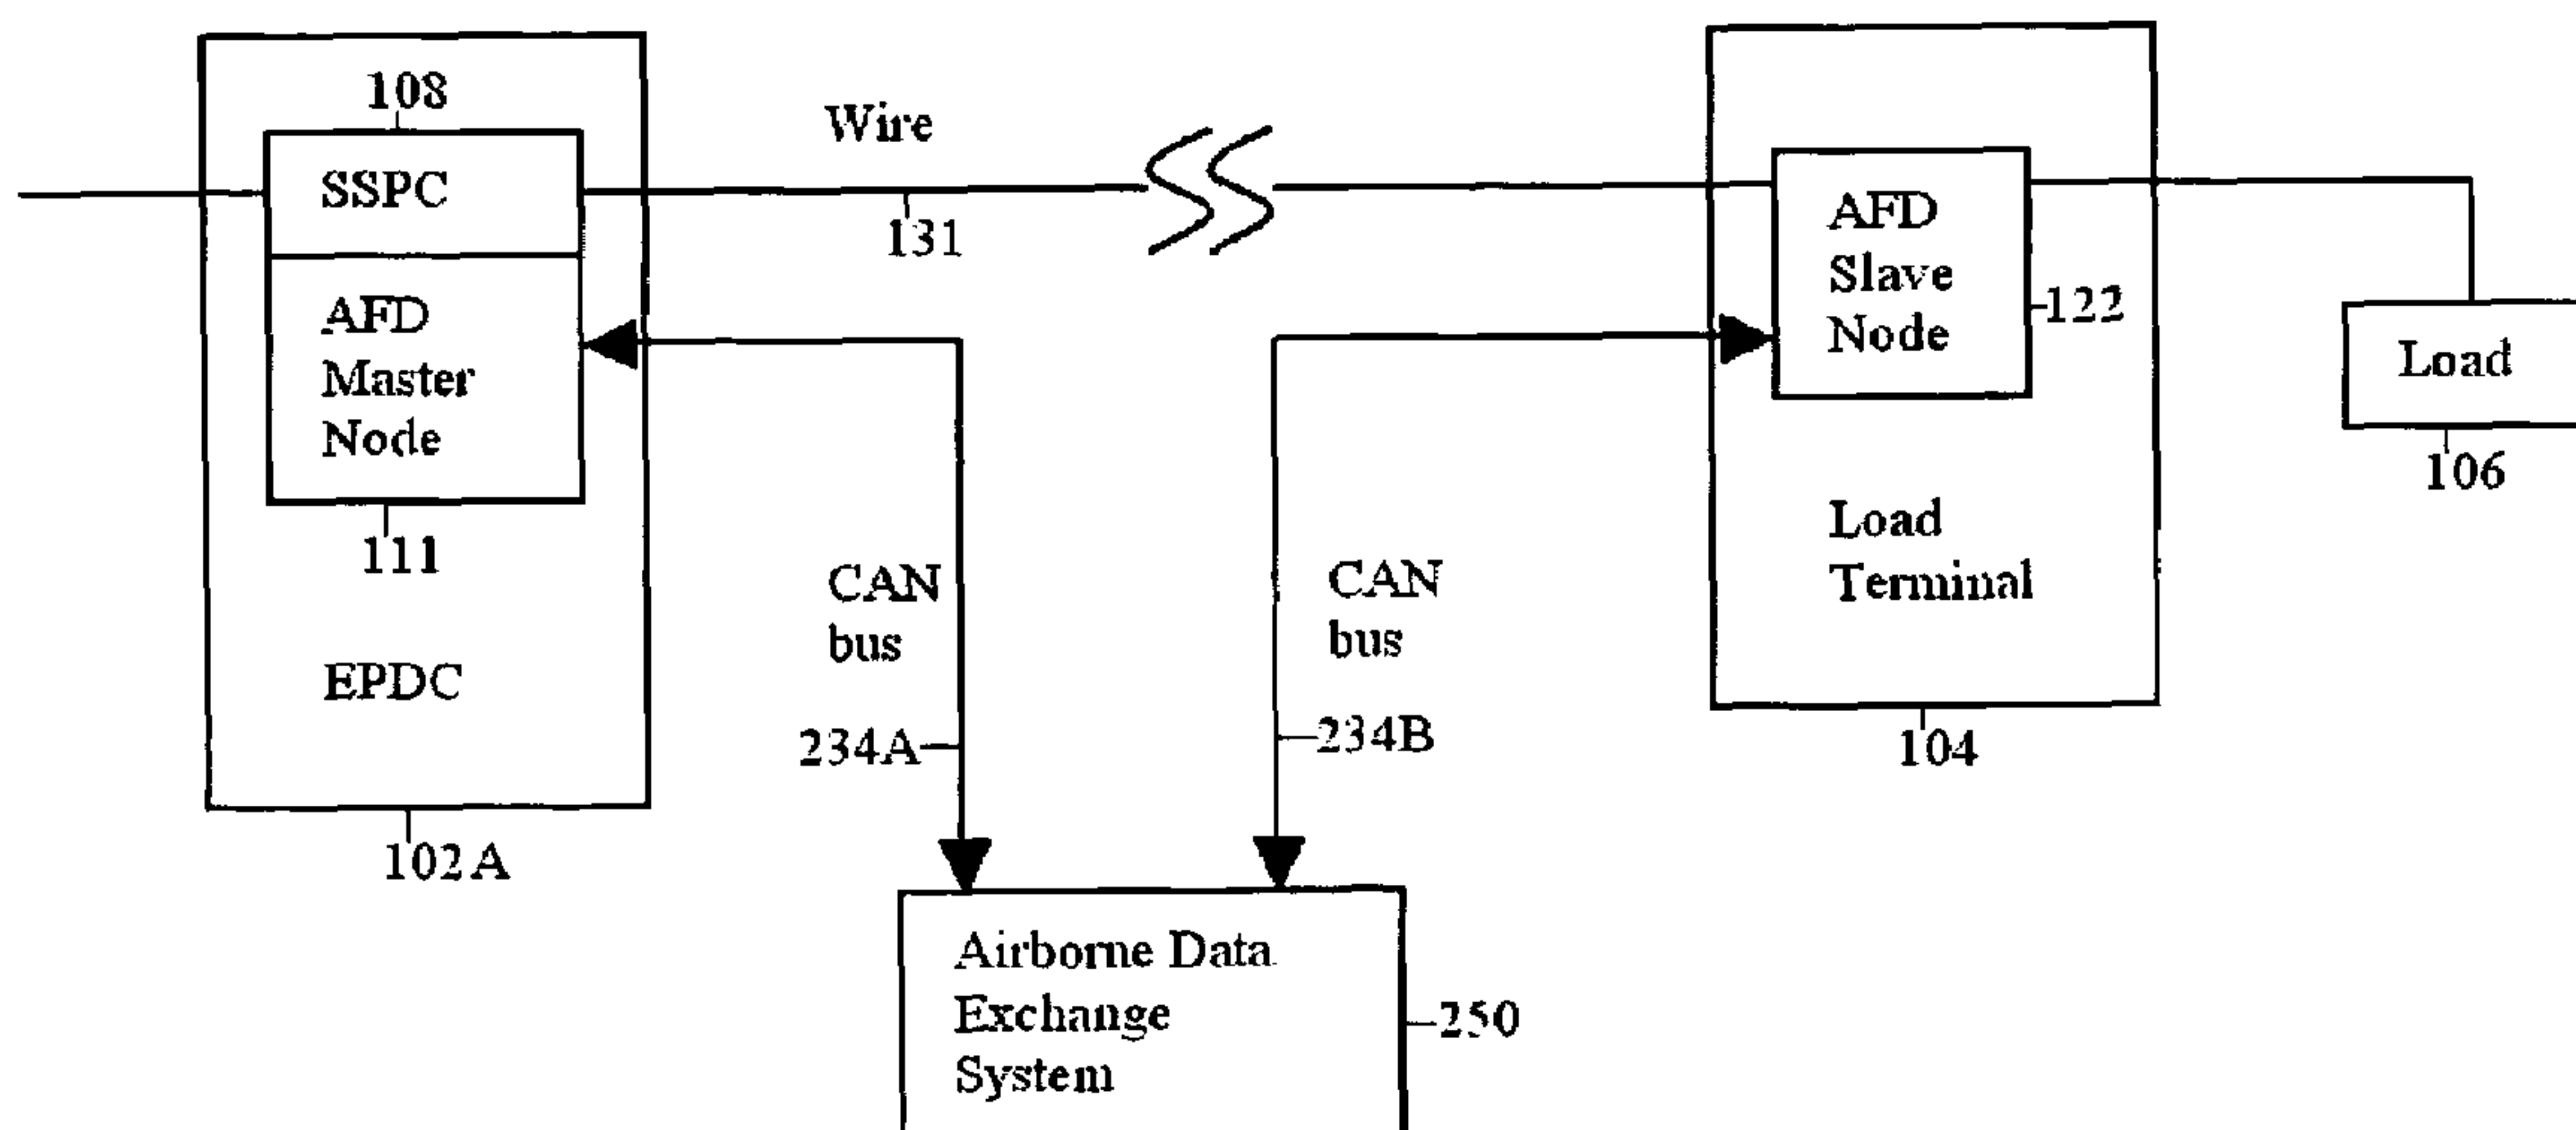 108
SSPC
AFD
Master
Node
111
EPDC
102A
Wire
131
CAN
bus
234A
CAN
bus
234B
AFD
Slave
Node
122
Load
Terminal
104
Load
106
Airborne Data
Exchange
System
250